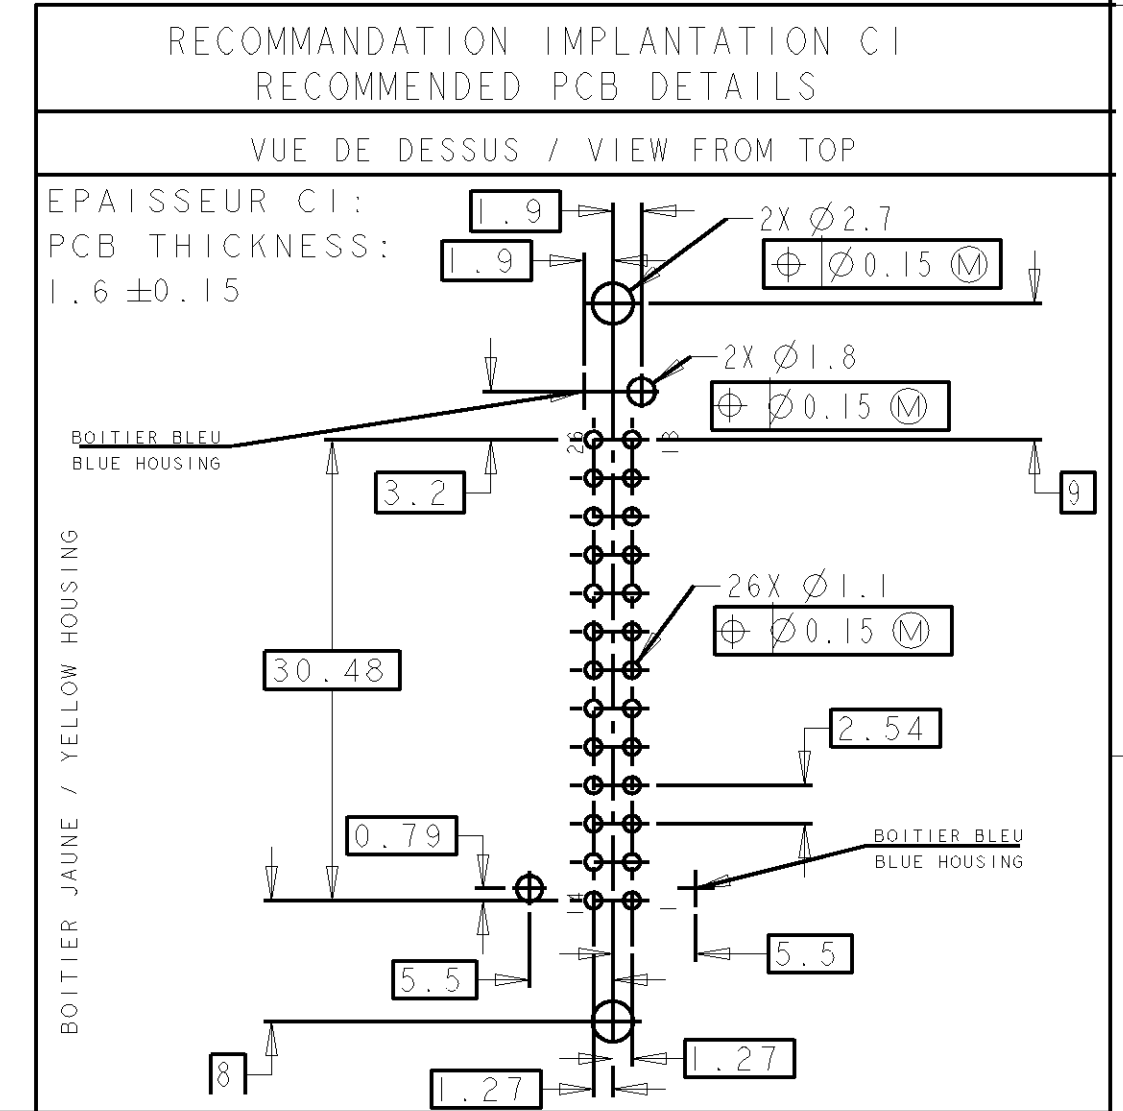 RECOMMANDATION IMPLANTATION CI
RECOMMENDED PCB DETAILS
VUE DE DESSUS / VIEW FROM TOP
EPAISSEUR CI:
PCB THICKNESS:
1.6 ±0.15
1.9
1.9
2X Ø2.7
⌖ Ø0.15 Ⓜ
2X Ø1.8
⌖ Ø0.15 Ⓜ
BOITIER BLEU
BLUE HOUSING
26
13
3.2
9
BOITIER JAUNE / YELLOW HOUSING
26X Ø1.1
⌖ Ø0.15 Ⓜ
30.48
2.54
0.79
BOITIER BLEU
BLUE HOUSING
14
1
5.5
5.5
8
1.27
1.27